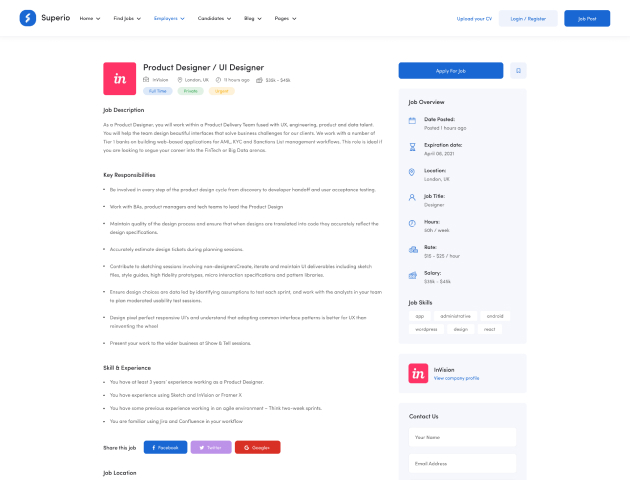 Superio
Home
Find Jobs
Employers
Candidates
Blog
Pages
Upload your CV
Login / Register
Job Post
in
Product Designer / UI Designer
InVision
London, UK
11 hours ago
$35k - $45k
Full Time
Private
Urgent
Job Description
As a Product Designer, you will work within a Product Delivery Team fused with UX, engineering, product and data talent.
You will help the team design beautiful interfaces that solve business challenges for our clients. We work with a number of
Tier 1 banks on building web-based applications for AML, KYC and Sanctions List management workflows. This role is ideal if
you are looking to segue your career into the FinTech or Big Data arenas.
Key Responsibilities
• Be involved in every step of the product design cycle from discovery to developer handoff and user acceptance testing.
• Work with BAs, product managers and tech teams to lead the Product Design
• Maintain quality of the design process and ensure that when designs are translated into code they accurately reflect the
design specifications.
• Accurately estimate design tickets during planning sessions.
• Contribute to sketching sessions involving non-designersCreate, iterate and maintain UI deliverables including sketch
files, style guides, high fidelity prototypes, micro interaction specifications and pattern libraries.
• Ensure design choices are data led by identifying assumptions to test each sprint, and work with the analysts in your team
to plan moderated usability test sessions.
• Design pixel perfect responsive UI's and understand that adopting common interface patterns is better for UX than
reinventing the wheel
• Present your work to the wider business at Show & Tell sessions.
Skill & Experience
• You have at least 3 years' experience working as a Product Designer.
• You have experience using Sketch and InVision or Framer X
• You have some previous experience working in an agile environment – Think two-week sprints.
• You are familiar using Jira and Confluence in your workflow
Share this job
Facebook
Twitter
Google+
Job Location
Apply For Job
Job Overview
Date Posted:
Posted 1 hours ago
Expiration date:
April 06, 2021
Location:
London, UK
Job Title:
Designer
Hours:
50h / week
Rate:
$15 - $25 / hour
Salary:
$35k - $45k
Job Skills
app
administrative
android
wordpress
design
react
in
InVision
View company profile
Contact Us
Your Name
Email Address